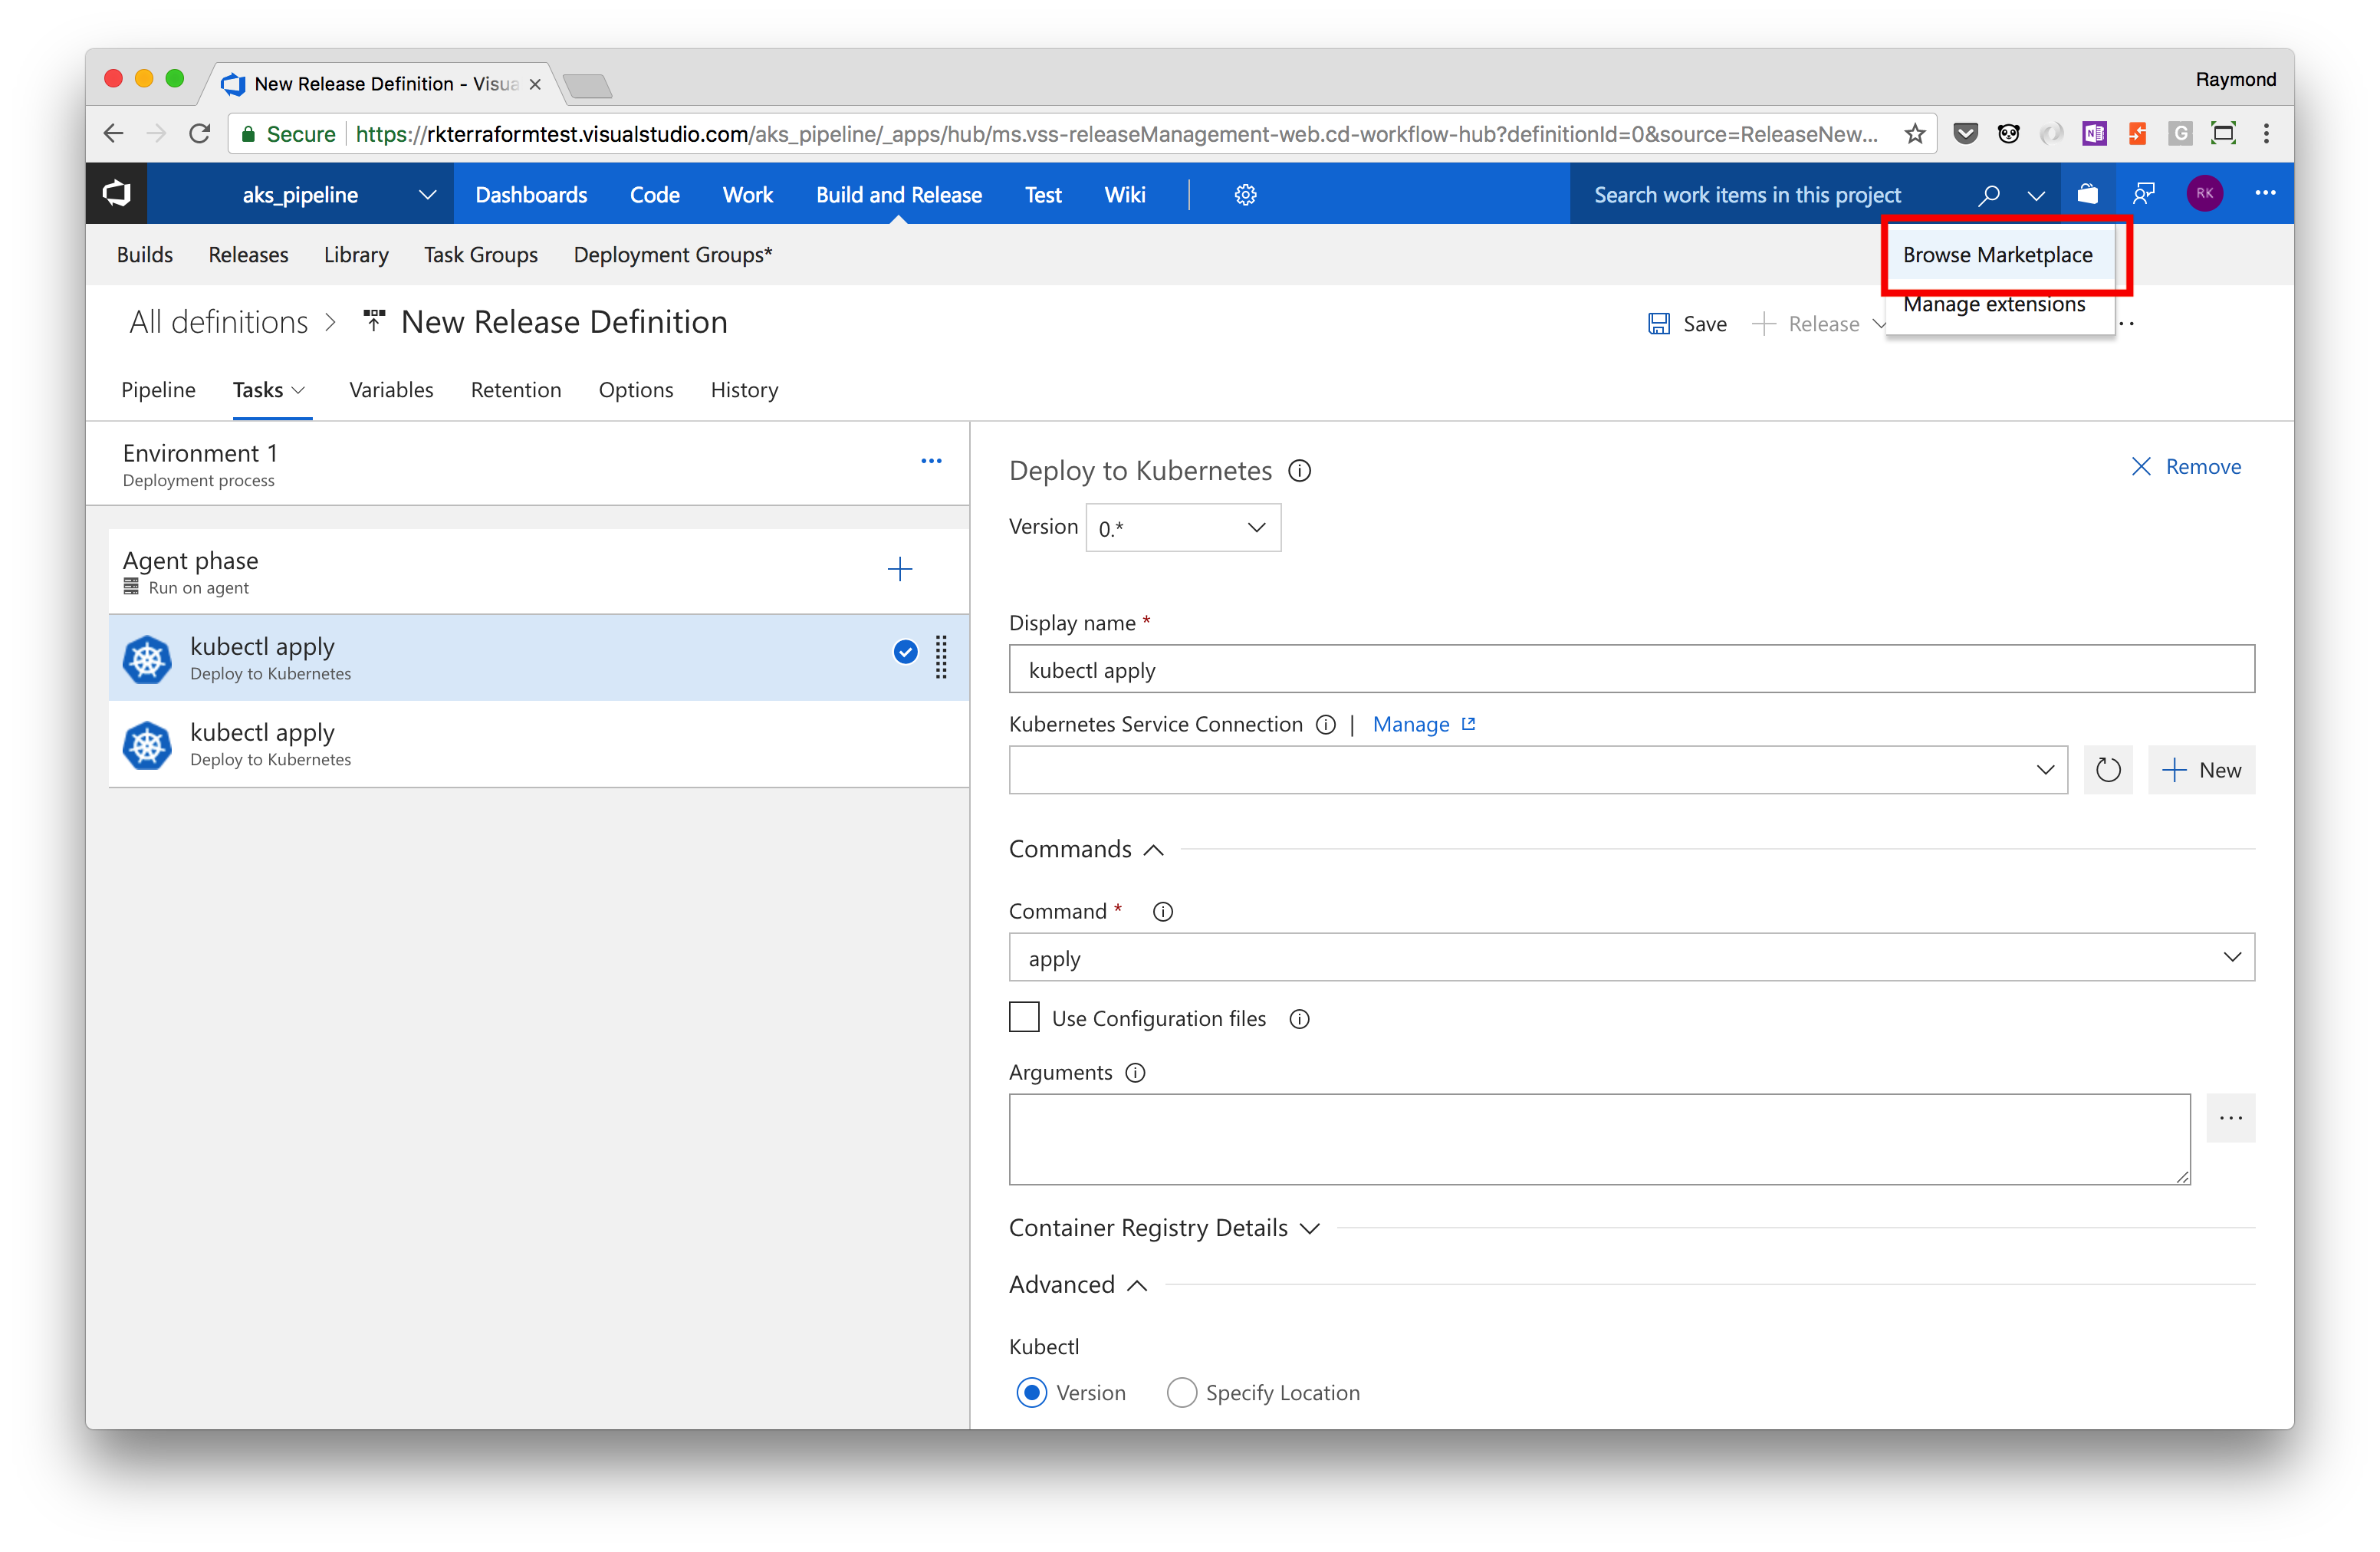 New Release Definition - Visua
Raymond
Secure https://rkterraformtest.visualstudio.com/aks_pipeline/_apps/hub/ms.vss-releaseManagement-web.cd-workflow-hub?definitionId=0&source=ReleaseNew...
N
G
aks_pipeline Dashboards Code Work Build and Release Test Wiki Search work items in this project RK ...
Builds Releases Library Task Groups Deployment Groups* Browse Marketplace
Manage extensions
All definitions > New Release Definition Save + Release
Pipeline Tasks Variables Retention Options History
Environment 1 ...
Deployment process
Agent phase
Run on agent
kubectl apply
Deploy to Kubernetes
kubectl apply
Deploy to Kubernetes
Deploy to Kubernetes Remove
Version 0.*
Display name *
kubectl apply
Kubernetes Service Connection | Manage
New
Commands
Command *
apply
Use Configuration files
Arguments
...
Container Registry Details
Advanced
Kubectl
Version Specify Location